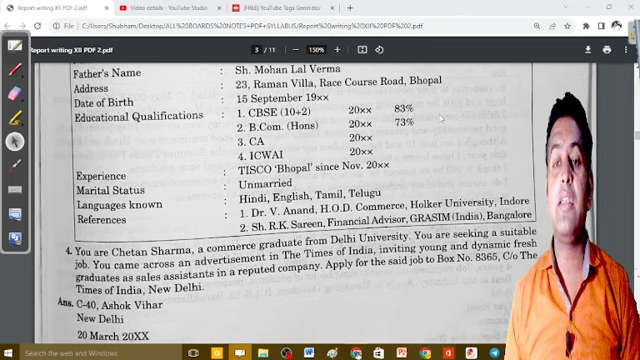 Report writing XII PDF 2.pdf
YouTube
Video details - YouTube Studio
[FREE] YouTube Tags Generator
File
C:/Users/Shubham/Desktop/ALL%20BOARDS%20NOTES+PDF+SYLLABUS/Report%20writing%20XII%20PDF%202.pdf
Report writing XII PDF 2.pdf
3 / 11
150%
Father's Name : Sh. Mohan Lal Verma
Address : 23, Raman Villa, Race Course Road, Bhopal
Date of Birth : 15 September 19××
Educational Qualifications : 1. CBSE (10+2) 20×× 83%
2. B.Com (Hons) 20×× 73%
3. CA 20××
4. ICWAI 20××
Experience : TISCO 'Bhopal since Nov. 20××
Marital Status : Unmarried
Languages known : Hindi, English, Tamil, Telugu
References : 1. Dr. V. Anand, H.O.D. Commerce, Holker University, Indore
2. Sh. R.K. Sareen, Financial Advisor, GRASIM (India), Bangalore
4. You are Chetan Sharma, a commerce graduate from Delhi University. You are seeking a suitable
job. You came across an advertisement in The Times of India, inviting young and dynamic fresh
graduates as sales assistants in a reputed company. Apply for the said job to Box No. 8365, C/o The
Times of India, New Delhi.
Ans. C-40, Ashok Vihar
New Delhi
20 March 20XX
Search the web and Windows